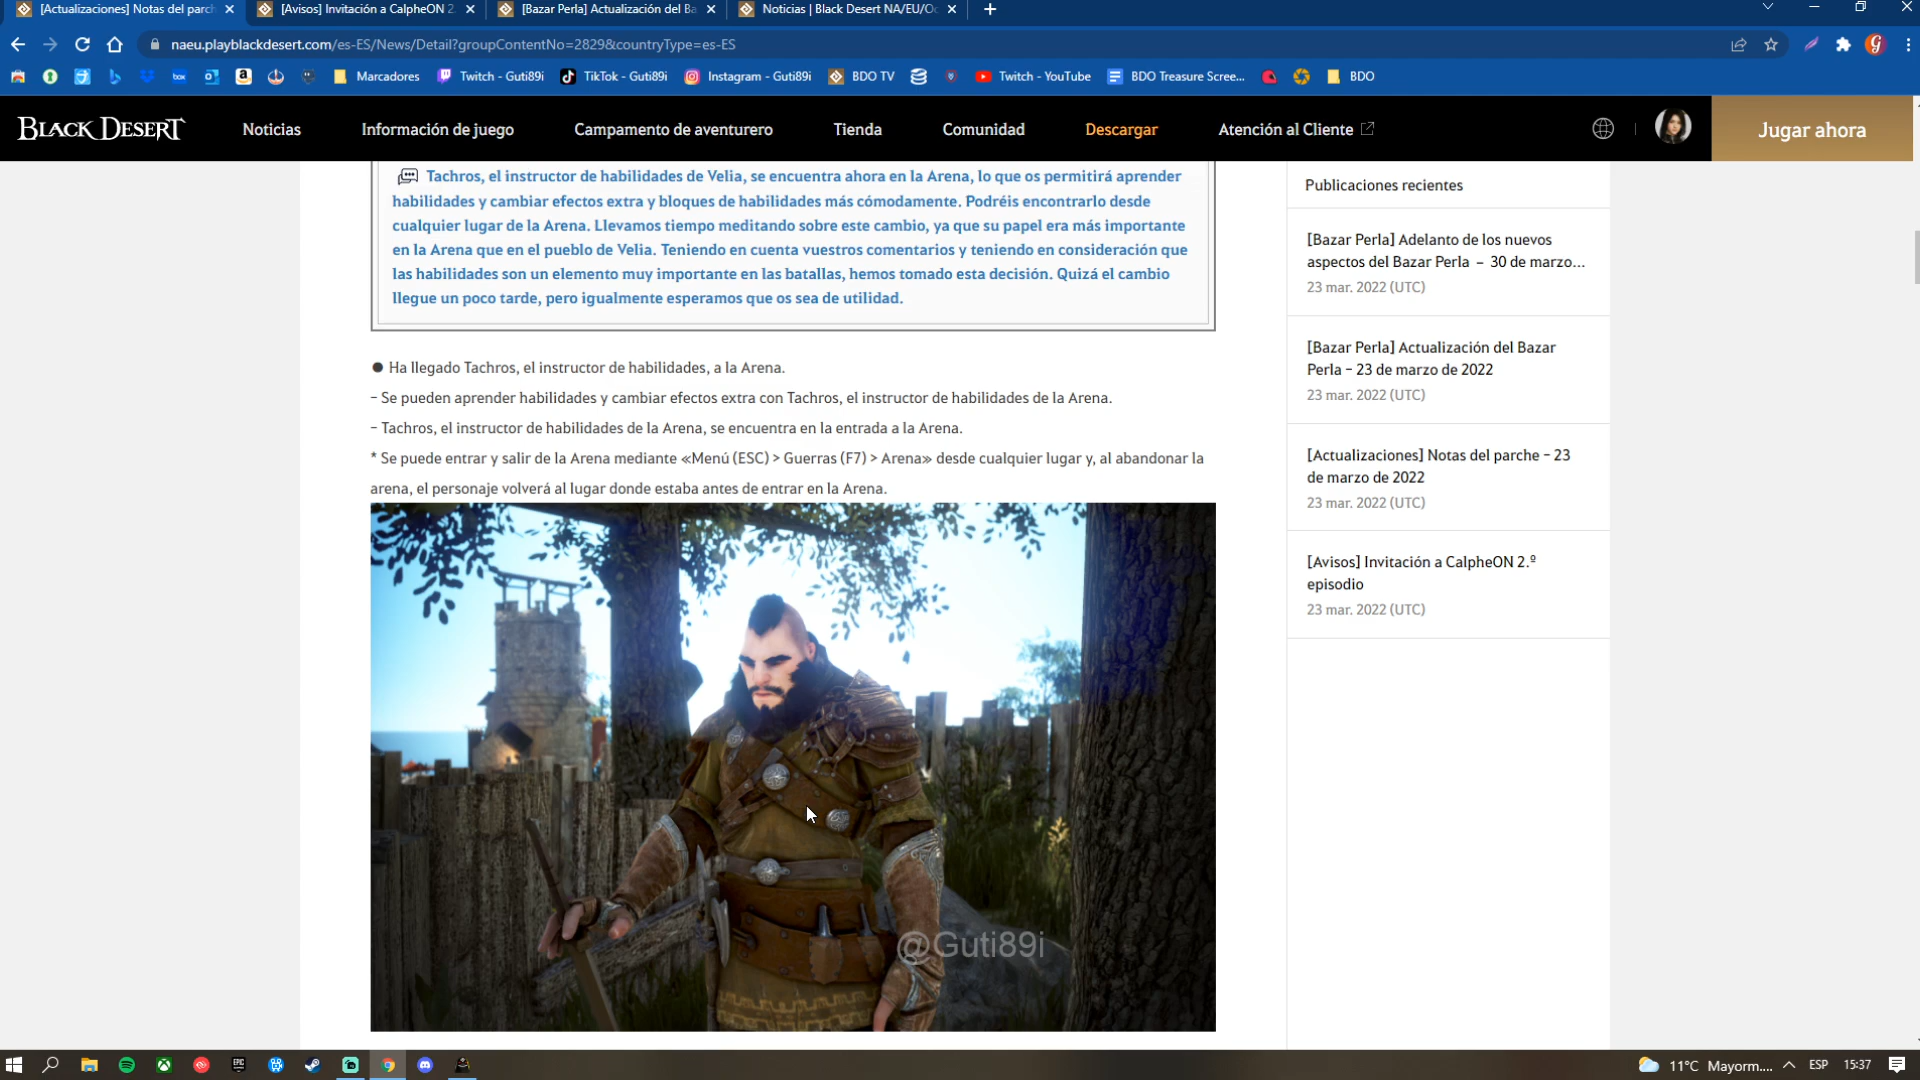 [Actualizaciones] Notas del parch
[Avisos] Invitación a CalpheON 2.
[Bazar Perla] Actualización del Ba
Noticias | Black Desert NA/EU/Oc
naeu.playblackdesert.com/es-ES/News/Detail?groupContentNo=2829&countryType=es-ES
Marcadores
Twitch - Guti89i
TikTok - Guti89i
Instagram - Guti89i
BDO TV
Twitch - YouTube
BDO Treasure Scree...
BDO
BLACK DESERT
Noticias
Información de juego
Campamento de aventurero
Tienda
Comunidad
Descargar
Atención al Cliente
Jugar ahora
Tachros, el instructor de habilidades de Velia, se encuentra ahora en la Arena, lo que os permitirá aprender
habilidades y cambiar efectos extra y bloques de habilidades más cómodamente. Podréis encontrarlo desde
cualquier lugar de la Arena. Llevamos tiempo meditando sobre este cambio, ya que su papel era más importante
en la Arena que en el pueblo de Velia. Teniendo en cuenta vuestros comentarios y teniendo en consideración que
las habilidades son un elemento muy importante en las batallas, hemos tomado esta decisión. Quizá el cambio
llegue un poco tarde, pero igualmente esperamos que os sea de utilidad.
● Ha llegado Tachros, el instructor de habilidades, a la Arena.
- Se pueden aprender habilidades y cambiar efectos extra con Tachros, el instructor de habilidades de la Arena.
- Tachros, el instructor de habilidades de la Arena, se encuentra en la entrada a la Arena.
* Se puede entrar y salir de la Arena mediante «Menú (ESC) > Guerras (F7) > Arena» desde cualquier lugar y, al abandonar la
arena, el personaje volverá al lugar donde estaba antes de entrar en la Arena.
@Guti89i
Publicaciones recientes
[Bazar Perla] Adelanto de los nuevos
aspectos del Bazar Perla – 30 de marzo...
23 mar. 2022 (UTC)
[Bazar Perla] Actualización del Bazar
Perla – 23 de marzo de 2022
23 mar. 2022 (UTC)
[Actualizaciones] Notas del parche – 23
de marzo de 2022
23 mar. 2022 (UTC)
[Avisos] Invitación a CalpheON 2.º
episodio
23 mar. 2022 (UTC)
11°C Mayorm....
ESP
15:37